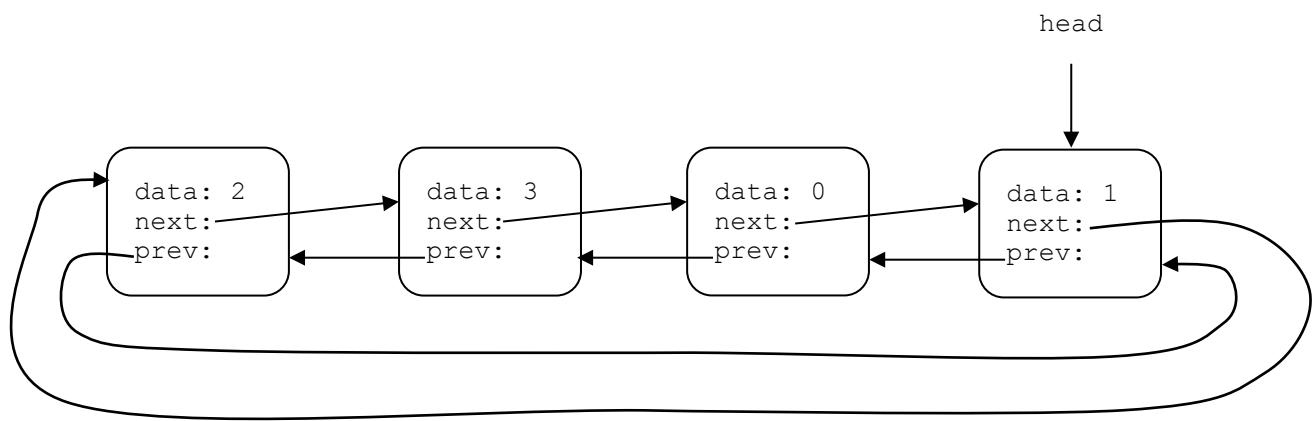 head
data: 2
next:
prev:
data: 3
next:
prev:
data: 0
next:
prev:
data: 1
next:
prev: